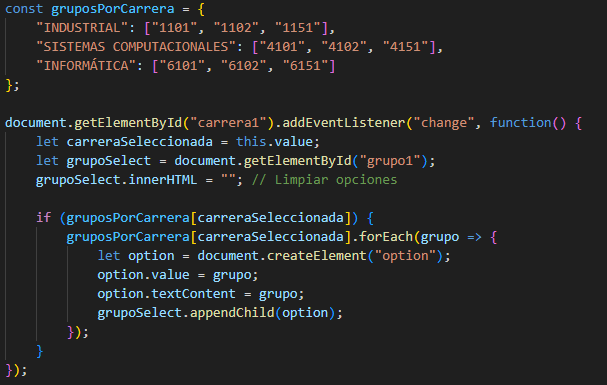 const gruposPorCarrera = {
    "INDUSTRIAL": ["1101", "1102", "1151"],
    "SISTEMAS COMPUTACIONALES": ["4101", "4102", "4151"],
    "INFORMÁTICA": ["6101", "6102", "6151"]
};

document.getElementById("carrera1").addEventListener("change", function() {
    let carreraSeleccionada = this.value;
    let grupoSelect = document.getElementById("grupo1");
    grupoSelect.innerHTML = ""; // Limpiar opciones

    if (gruposPorCarrera[carreraSeleccionada]) {
        gruposPorCarrera[carreraSeleccionada].forEach(grupo => {
            let option = document.createElement("option");
            option.value = grupo;
            option.textContent = grupo;
            grupoSelect.appendChild(option);
        });
    }
});